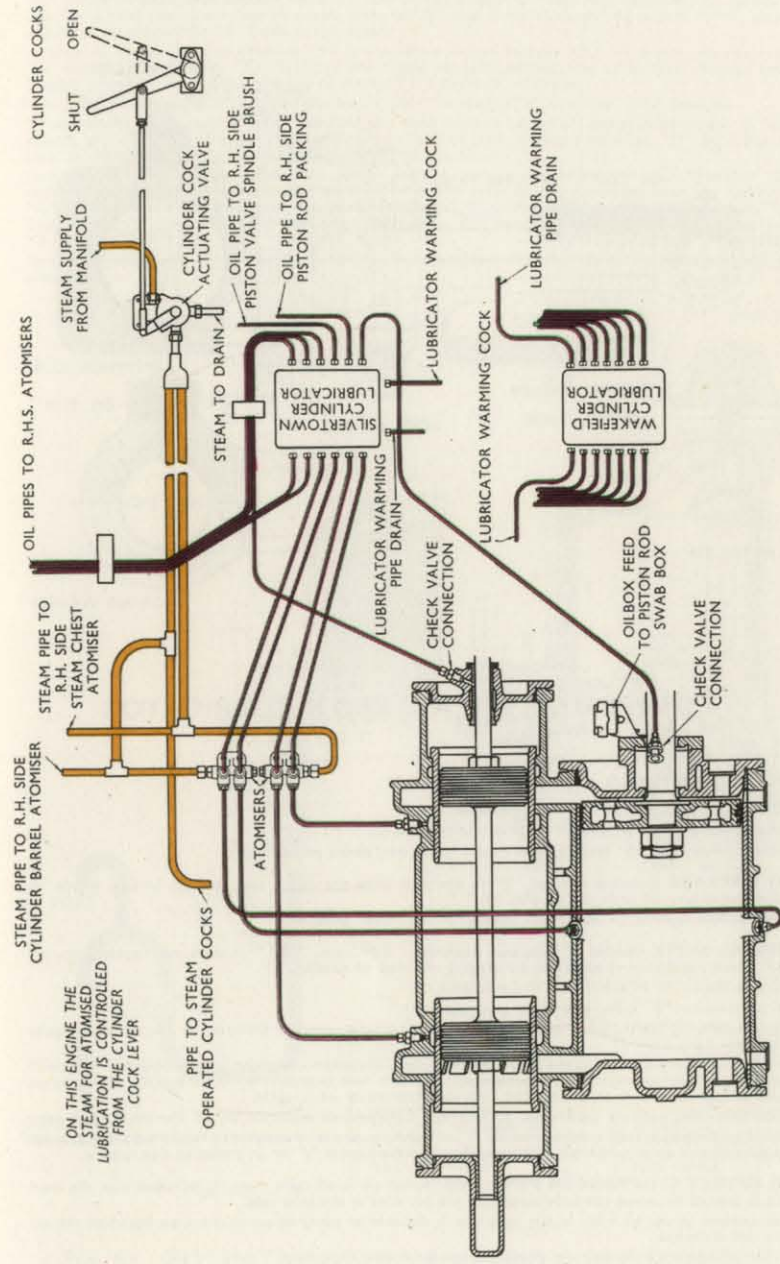 CYLINDER COCKS
SHUT
OPEN
STEAM SUPPLY
FROM MANIFOLD
CYLINDER COCK
ACTUATING VALVE
STEAM TO DRAIN
OIL PIPES TO R.H.S. ATOMISERS
OIL PIPE TO R.H. SIDE
PISTON VALVE SPINDLE BRUSH
OIL PIPE TO R.H. SIDE
PISTON ROD PACKING
SILVERTOWN
CYLINDER
LUBRICATOR
LUBRICATOR WARMING COCK
LUBRICATOR WARMING
PIPE DRAIN
LUBRICATOR WARMING
PIPE DRAIN
LUBRICATOR WARMING COCK
WAKEFIELD
CYLINDER
LUBRICATOR
STEAM PIPE TO
R.H. SIDE
STEAM CHEST
ATOMISER
STEAM PIPE TO R.H. SIDE
CYLINDER BARREL ATOMISER
ATOMISERS
CHECK VALVE
CONNECTION
OILBOX FEED
TO PISTON ROD
SWAB BOX
CHECK VALVE
CONNECTION
ON THIS ENGINE THE
STEAM FOR ATOMISED
LUBRICATION IS CONTROLLED
FROM THE CYLINDER
COCK LEVER
PIPE TO STEAM
OPERATED CYLINDER COCKS